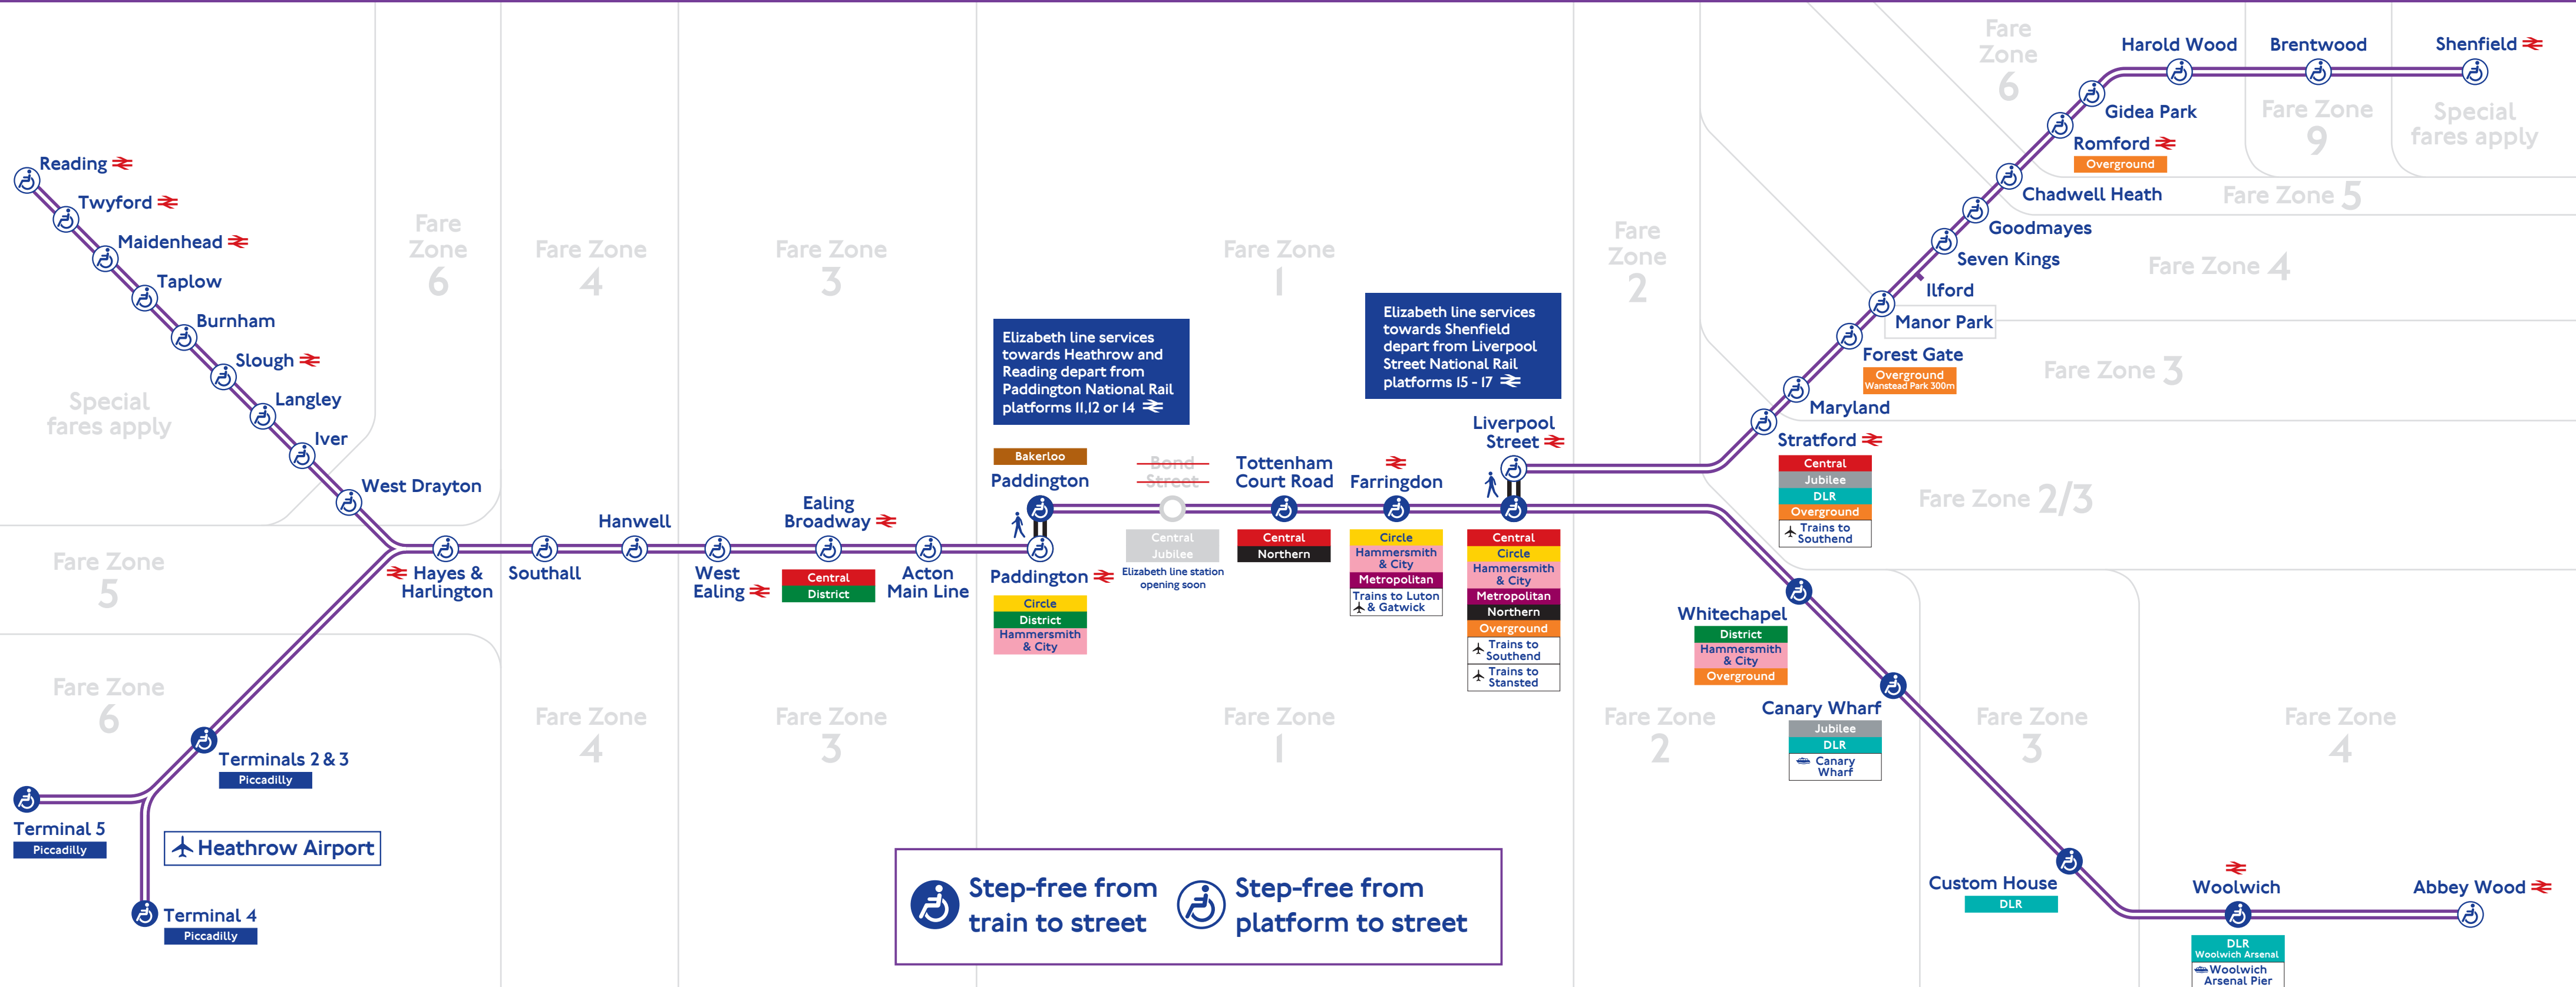 Reading
Twyford
Maidenhead
Taplow
Burnham
Slough
Langley
Iver
West Drayton
Special
fares apply
Fare
Zone
6
Fare Zone
5
Fare Zone
6
Hayes &
Harlington
Terminals 2 & 3
Piccadilly
Terminal 5
Piccadilly
Heathrow Airport
Terminal 4
Piccadilly
Fare Zone
4
Southall
Hanwell
Fare Zone
4
Fare Zone
3
West
Ealing
Ealing
Broadway
Central
District
Acton
Main Line
Fare Zone
3
Fare Zone
1
Elizabeth line services
towards Heathrow and
Reading depart from
Paddington National Rail
platforms 11,12 or 14
Bakerloo
Paddington
Paddington
Circle
District
Hammersmith
& City
Bond
Street
Central
Jubilee
Elizabeth line station
opening soon
Tottenham
Court Road
Central
Northern
Farringdon
Circle
Hammersmith
& City
Metropolitan
Trains to Luton
& Gatwick
Elizabeth line services
towards Shenfield
depart from Liverpool
Street National Rail
platforms 15 - 17
Liverpool
Street
Central
Circle
Hammersmith
& City
Metropolitan
Northern
Overground
Trains to
Southend
Trains to
Stansted
Fare Zone
1
Fare
Zone
2
Fare Zone
2
Fare
Zone
6
Harold Wood
Brentwood
Shenfield
Gidea Park
Fare Zone
9
Special
fares apply
Romford
Overground
Chadwell Heath
Fare Zone 5
Goodmayes
Seven Kings
Fare Zone 4
Ilford
Manor Park
Forest Gate
Overground
Wanstead Park 300m
Fare Zone 3
Maryland
Stratford
Central
Jubilee
DLR
Overground
Trains to
Southend
Fare Zone 2/3
Whitechapel
District
Hammersmith
& City
Overground
Canary Wharf
Jubilee
DLR
Canary
Wharf
Fare Zone
3
Fare Zone
4
Custom House
DLR
Woolwich
DLR
Woolwich Arsenal
Woolwich
Arsenal Pier
Abbey Wood
Step-free from
train to street
Step-free from
platform to street